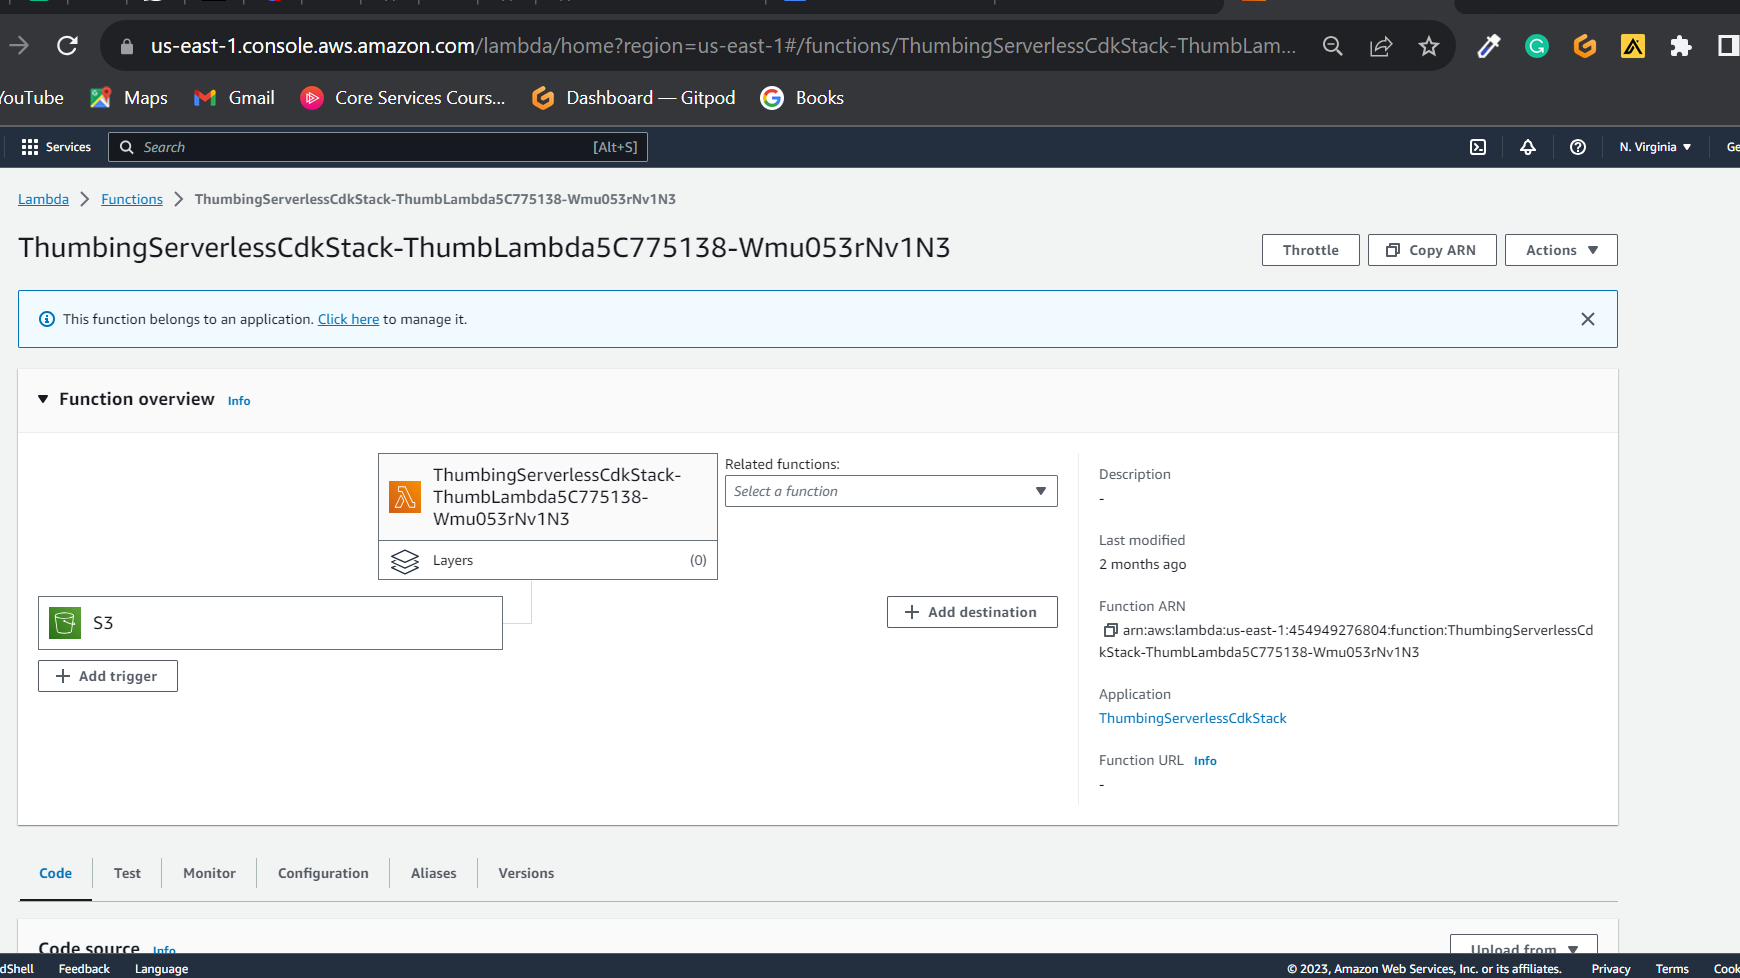 us-east-1.console.aws.amazon.com/lambda/home?region=us-east-1#/functions/ThumbingServerlessCdkStack-ThumbLam...
YouTube Maps Gmail Core Services Cours... Dashboard — Gitpod Books
Services Search [Alt+S] N. Virginia Ge
Lambda Functions ThumbingServerlessCdkStack-ThumbLambda5C775138-Wmu053rNv1N3
ThumbingServerlessCdkStack-ThumbLambda5C775138-Wmu053rNv1N3
Throttle Copy ARN Actions
This function belongs to an application. Click here to manage it.
Function overview Info
ThumbingServerlessCdkStack-
ThumbLambda5C775138-
Wmu053rNv1N3
Layers (0)
Related functions:
Select a function
S3
Add trigger
Add destination
Description
-
Last modified
2 months ago
Function ARN
arn:aws:lambda:us-east-1:454949276804:function:ThumbingServerlessCd
kStack-ThumbLambda5C775138-Wmu053rNv1N3
Application
ThumbingServerlessCdkStack
Function URL Info
-
Code Test Monitor Configuration Aliases Versions
Code source Info Upload from
dShell Feedback Language © 2023, Amazon Web Services, Inc. or its affiliates. Privacy Terms Cook